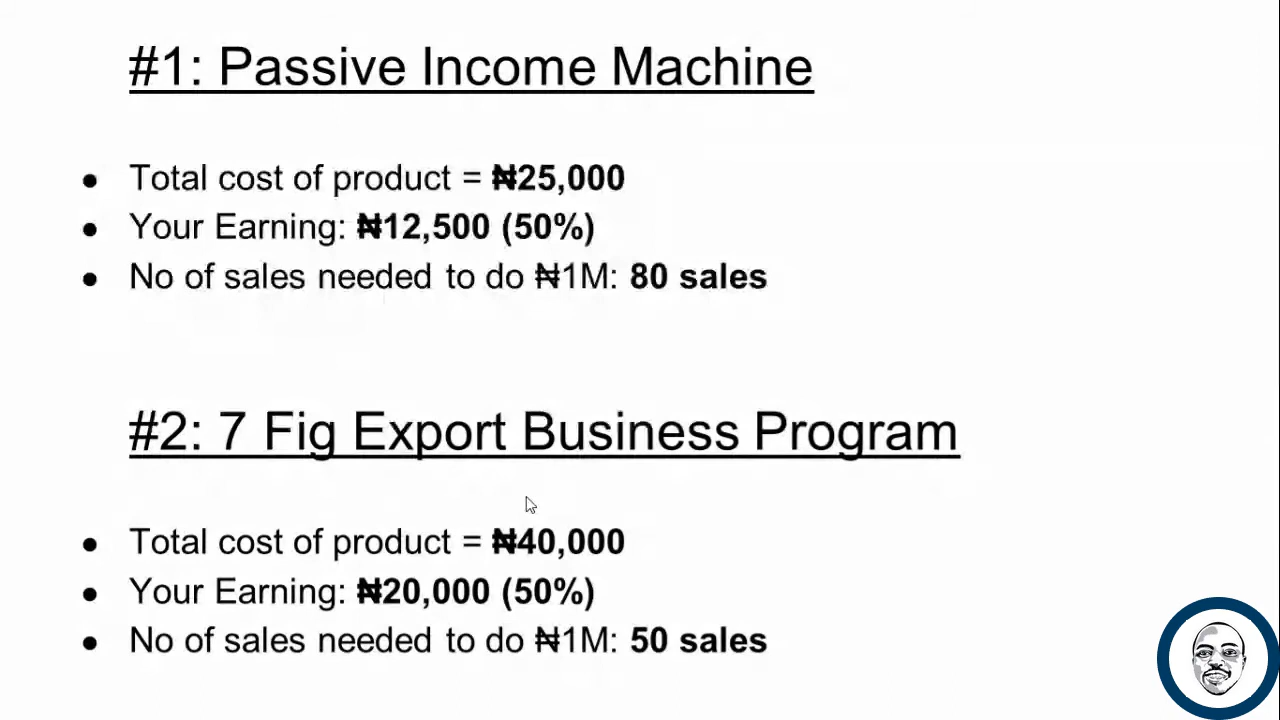 #1: Passive Income Machine
● Total cost of product = ₦25,000
● Your Earning: ₦12,500 (50%)
● No of sales needed to do ₦1M: 80 sales
#2: 7 Fig Export Business Program
● Total cost of product = ₦40,000
● Your Earning: ₦20,000 (50%)
● No of sales needed to do ₦1M: 50 sales